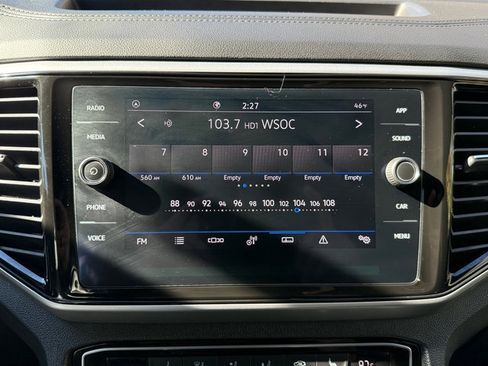 RADIO
2:27
46°F
APP
103.7 HD1 WSOC
MEDIA
SOUND
7 8 9 10 11 12
560 AM 610 AM Empty Empty Empty Empty
88 90 92 94 96 98 100 102 104 106 108
PHONE
CAR
VOICE
FM
MENU